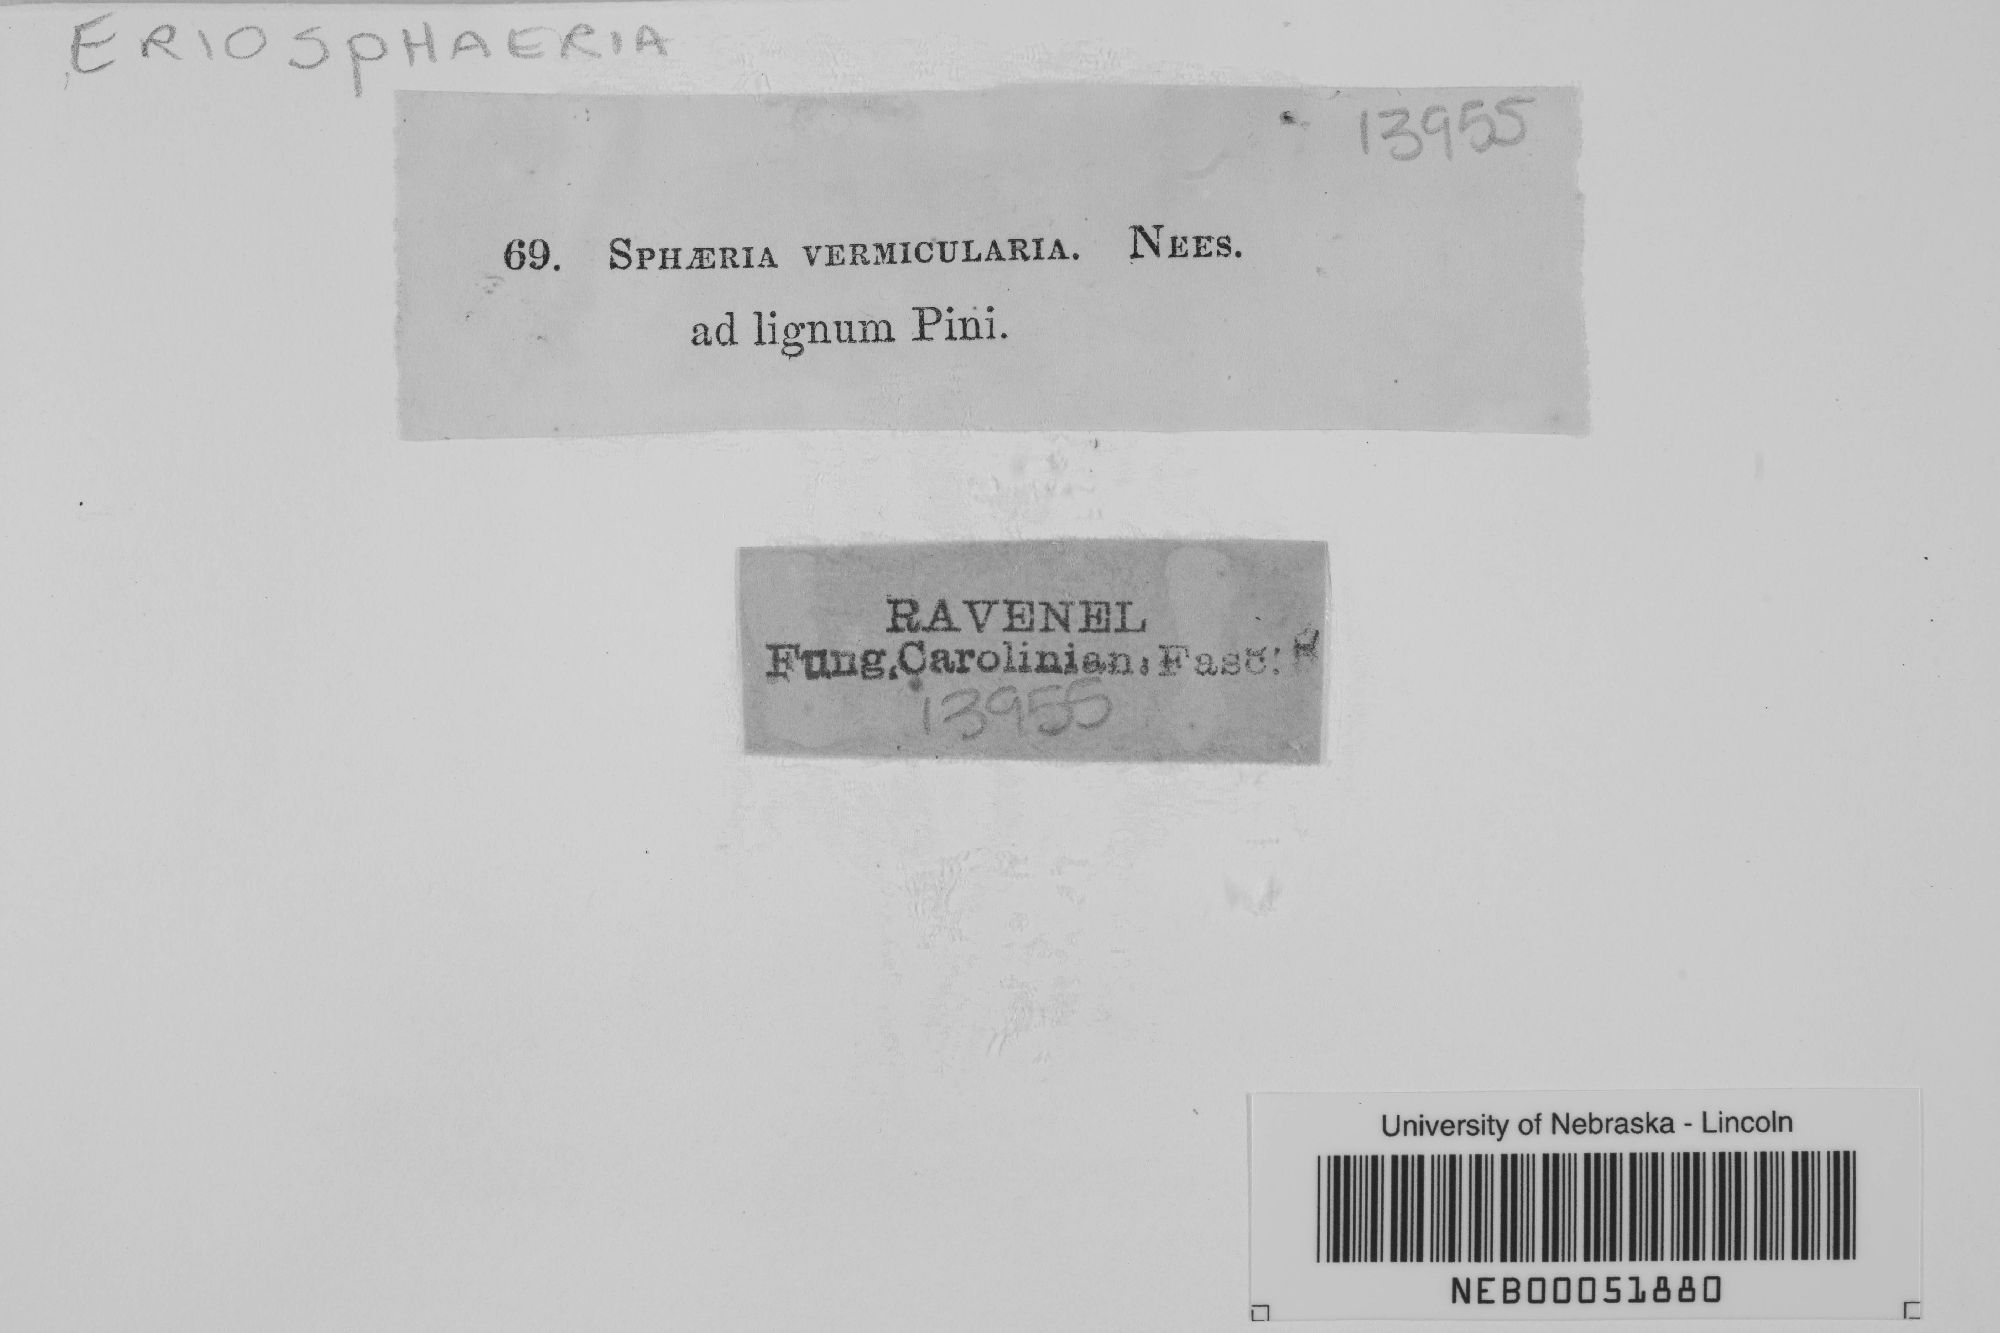 ERIOSPHAERIA
13955
69. SPHÆRIA VERMICULARIA. NEES.
ad lignum Pini.
RAVENEL
Fung. Carolinian: Fasc:
13955
University of Nebraska - Lincoln
NEB00051880